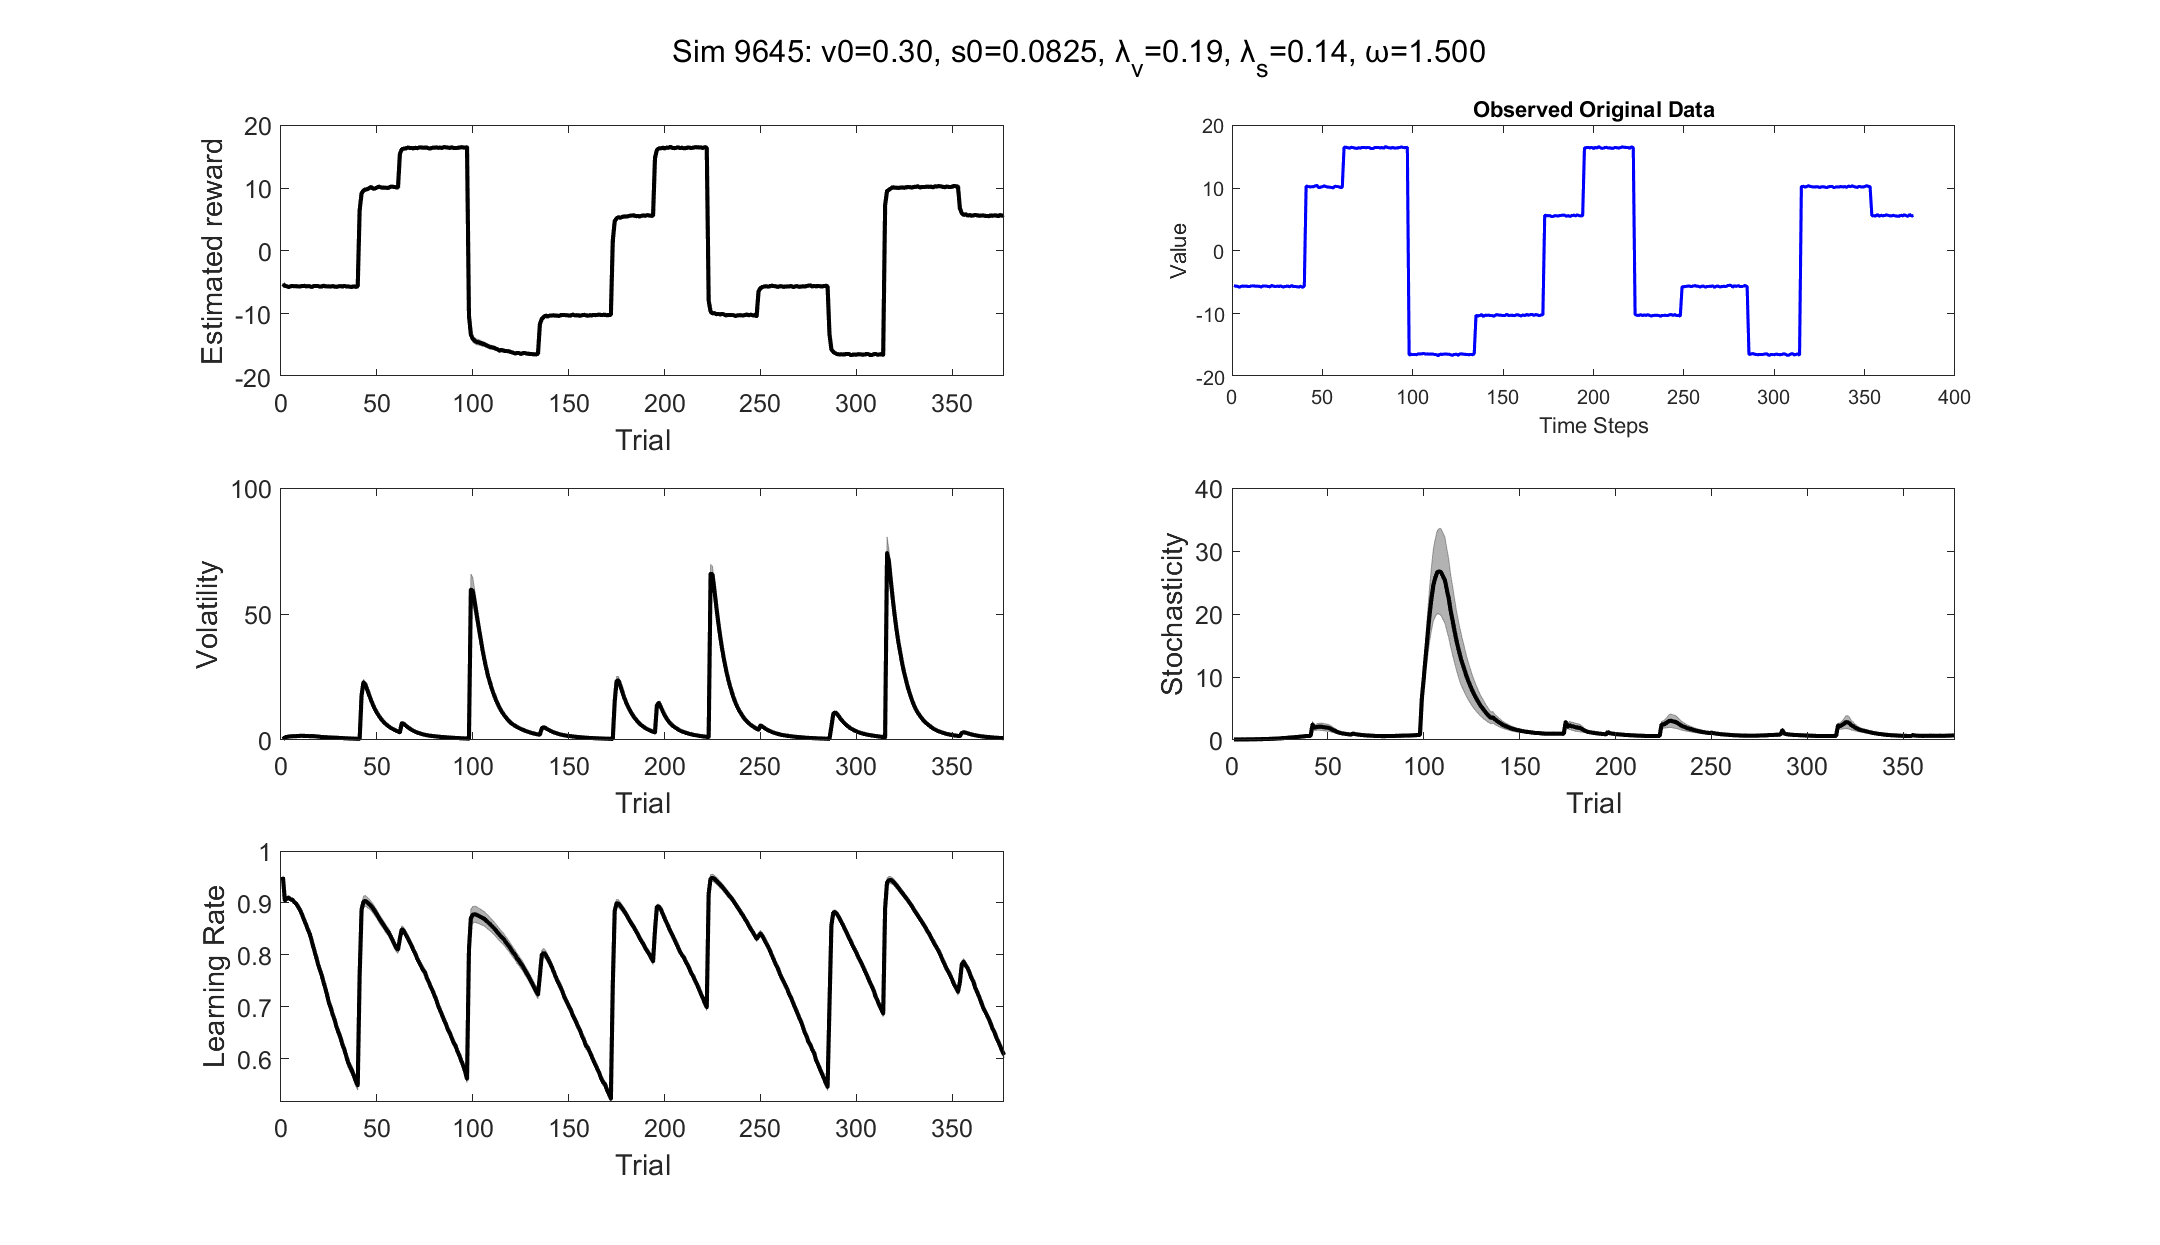 Sim 9645: v0=0.30, s0=0.0825, λv=0.19, λs=0.14, ω=1.500
Estimated reward
20
10
0
-10
-20
0 50 100 150 200 250 300 350
Trial
Observed Original Data
Value
20
10
0
-10
-20
0 50 100 150 200 250 300 350 400
Time Steps
Volatility
100
50
0
0 50 100 150 200 250 300 350
Trial
Stochasticity
40
30
20
10
0
0 50 100 150 200 250 300 350
Trial
Learning Rate
1
0.9
0.8
0.7
0.6
0 50 100 150 200 250 300 350
Trial